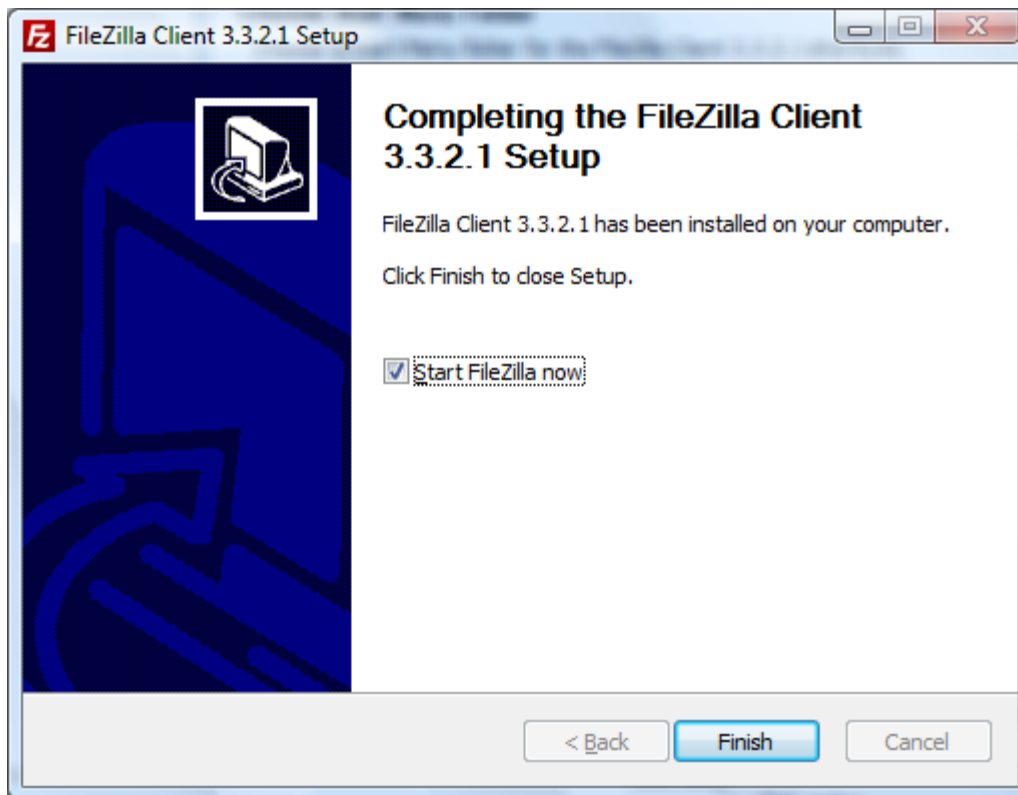 FileZilla Client 3.3.2.1 Setup
Completing the FileZilla Client
3.3.2.1 Setup
FileZilla Client 3.3.2.1 has been installed on your computer.
Click Finish to close Setup.
Start FileZilla now
< Back
Finish
Cancel